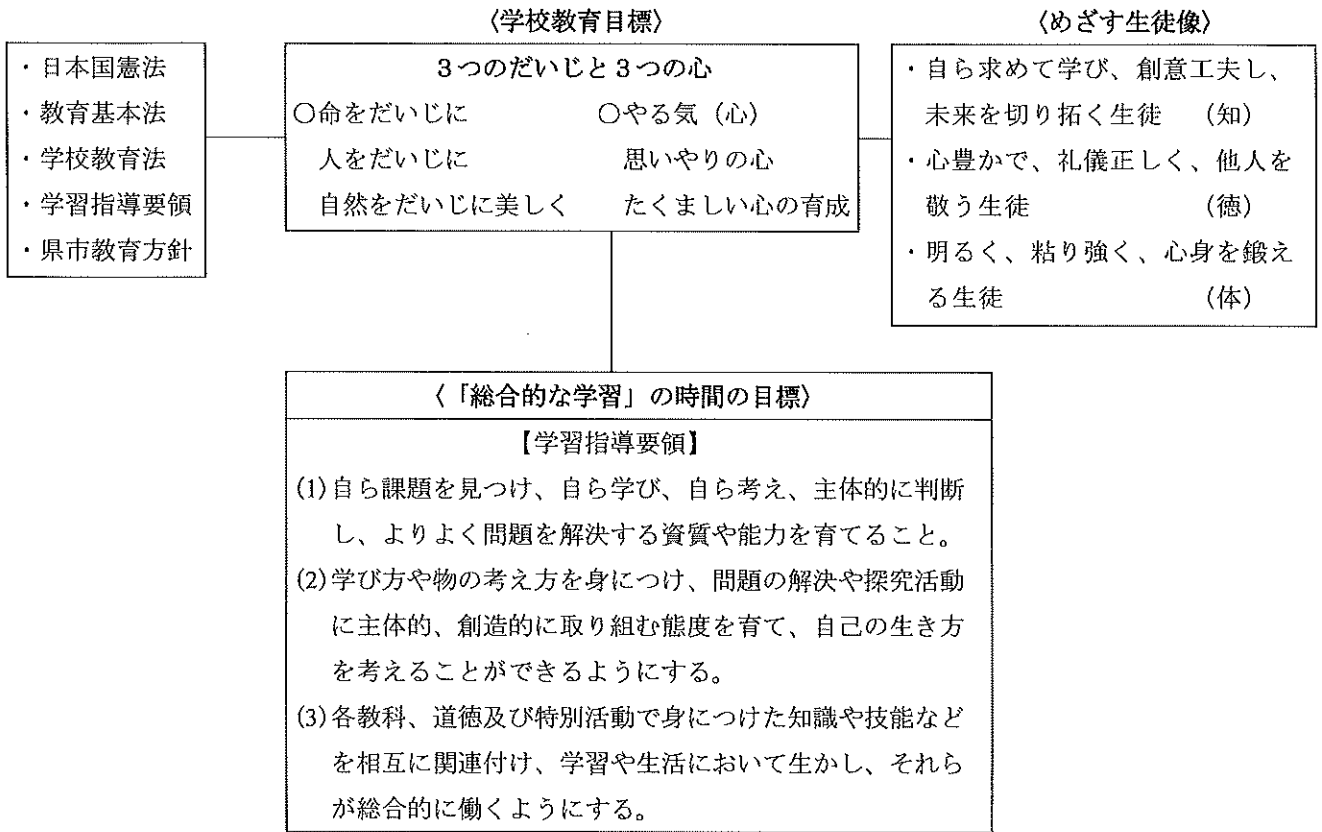 〈学校教育目標〉
〈めざす生徒像〉
・日本国憲法
・教育基本法
・学校教育法
・学習指導要領
・県市教育方針
3つのだいじと3つの心
○命をだいじに ○やる気(心)
人をだいじに 思いやりの心
自然をだいじに美しく たくましい心の育成
・自ら求めて学び、創意工夫し、
未来を切り拓く生徒 (知)
・心豊かで、礼儀正しく、他人を
敬う生徒 (徳)
・明るく、粘り強く、心身を鍛え
る生徒 (体)
〈「総合的な学習」の時間の目標〉
【学習指導要領】
(1)自ら課題を見つけ、自ら学び、自ら考え、主体的に判断
し、よりよく問題を解決する資質や能力を育てること。
(2)学び方や物の考え方を身につけ、問題の解決や探究活動
に主体的、創造的に取り組む態度を育て、自己の生き方
を考えることができるようにする。
(3)各教科、道徳及び特別活動で身につけた知識や技能など
を相互に関連付け、学習や生活において生かし、それら
が総合的に働くようにする。